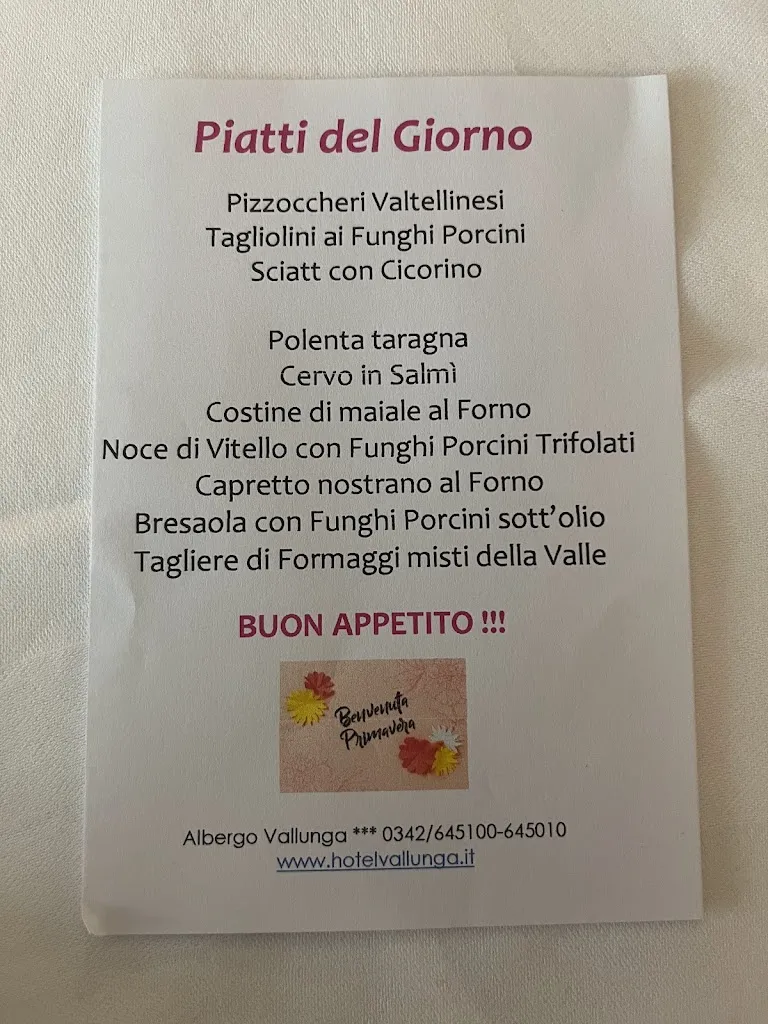 Piatti del Giorno
Pizzoccheri Valtellinesi
Tagliolini ai Funghi Porcini
Sciatt con Cicorino
Polenta taragna
Cervo in Salmì
Costine di maiale al Forno
Noce di Vitello con Funghi Porcini Trifolati
Capretto nostrano al Forno
Bresaola con Funghi Porcini sott'olio
Tagliere di Formaggi misti della Valle
BUON APPETITO !!!
Benvenuta
Primavera
Albergo Vallunga *** 0342/645100-645010
www.hotelvallunga.it